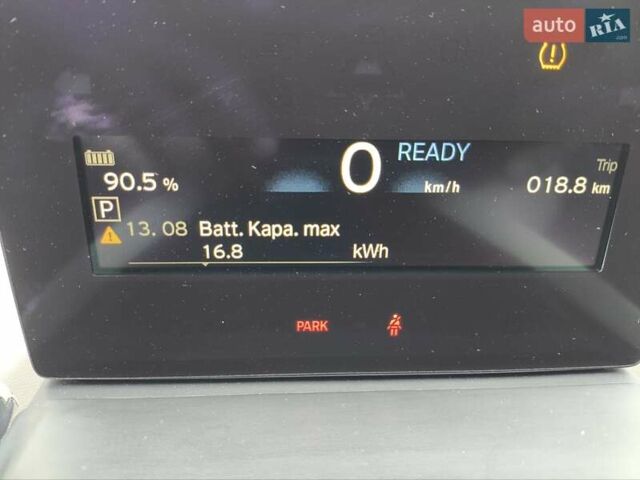 auto RIA .com
READY
90.5 %
0 km/h
Trip
018.8 km
P
13. 08 Batt. Kapa. max
16.8 kWh
PARK